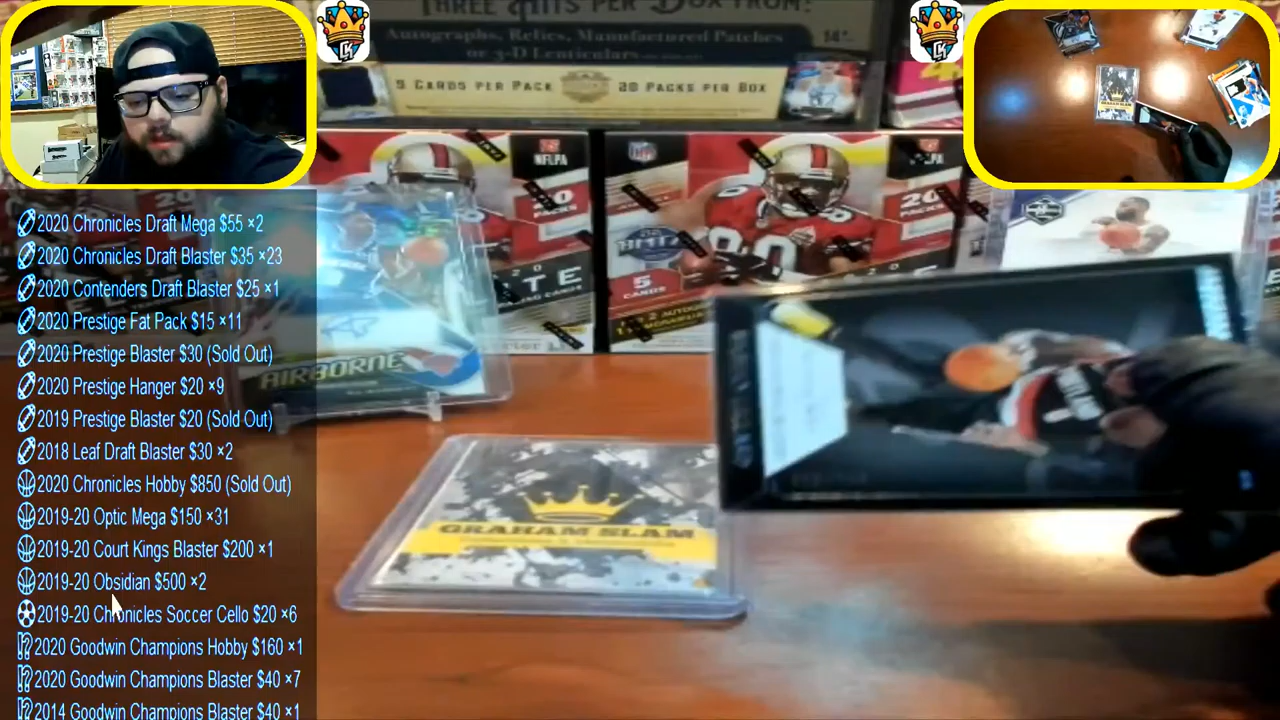 THREE HITS PER BOX FROM:
Autographs, Relics, Manufactured Patches
or 3-D Lenticulars
5 CARDS PER PACK
20 PACKS PER BOX
NFLPA
20
PACKS
NFL
20
PACKS
BLITZ
5
CARDS
2020 Chronicles Draft Mega $55 ×2
2020 Chronicles Draft Blaster $35 ×23
2020 Contenders Draft Blaster $25 ×1
2020 Prestige Fat Pack $15 ×11
2020 Prestige Blaster $30 (Sold Out)
2020 Prestige Hanger $20 ×9
2019 Prestige Blaster $20 (Sold Out)
2018 Leaf Draft Blaster $30 ×2
2020 Chronicles Hobby $850 (Sold Out)
2019-20 Optic Mega $150 ×31
2019-20 Court Kings Blaster $200 ×1
2019-20 Obsidian $500 ×2
2019-20 Chronicles Soccer Cello $20 ×6
2020 Goodwin Champions Hobby $160 ×1
2020 Goodwin Champions Blaster $40 ×7
2014 Goodwin Champions Blaster $40 ×1
AIRBORNE
GRAHAM SLAM